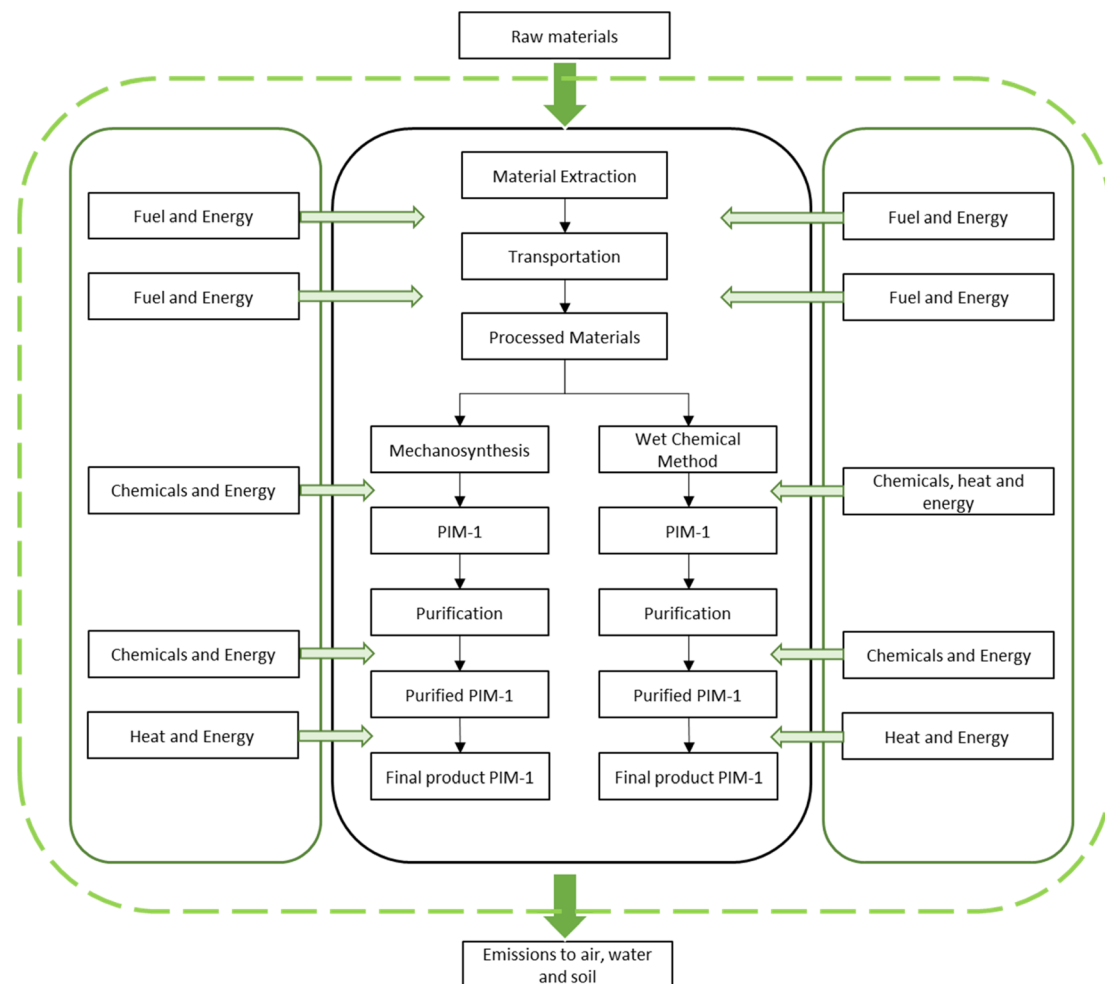 Raw materials
Material Extraction
Fuel and Energy
Fuel and Energy
Transportation
Fuel and Energy
Fuel and Energy
Processed Materials
Mechanosynthesis
Wet Chemical
Method
Chemicals and Energy
Chemicals, heat and
energy
PIM-1
PIM-1
Purification
Purification
Chemicals and Energy
Chemicals and Energy
Purified PIM-1
Purified PIM-1
Heat and Energy
Heat and Energy
Final product PIM-1
Final product PIM-1
Emissions to air, water
and soil